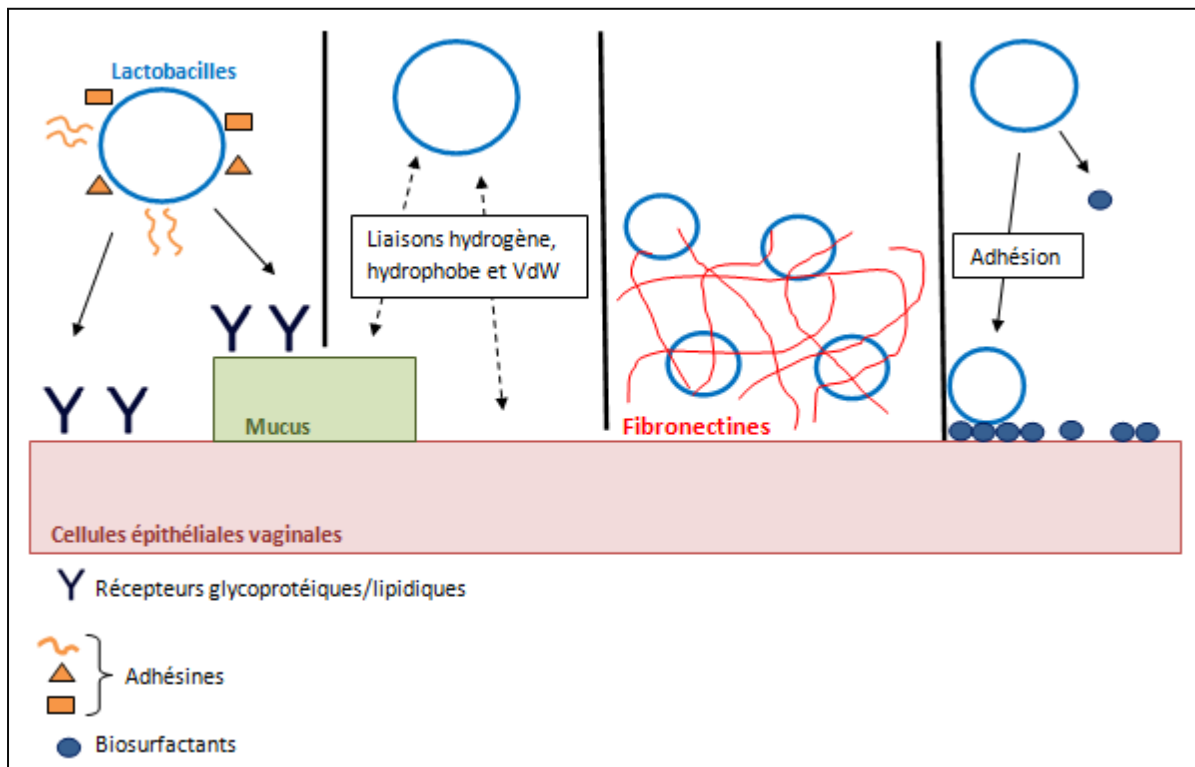 Lactobacilles
Liaisons hydrogène,
hydrophobe et VdW
Adhésion
Mucus
Fibronectines
Cellules épithéliales vaginales
Récepteurs glycoprotéiques/lipidiques
Adhésines
Biosurfactants